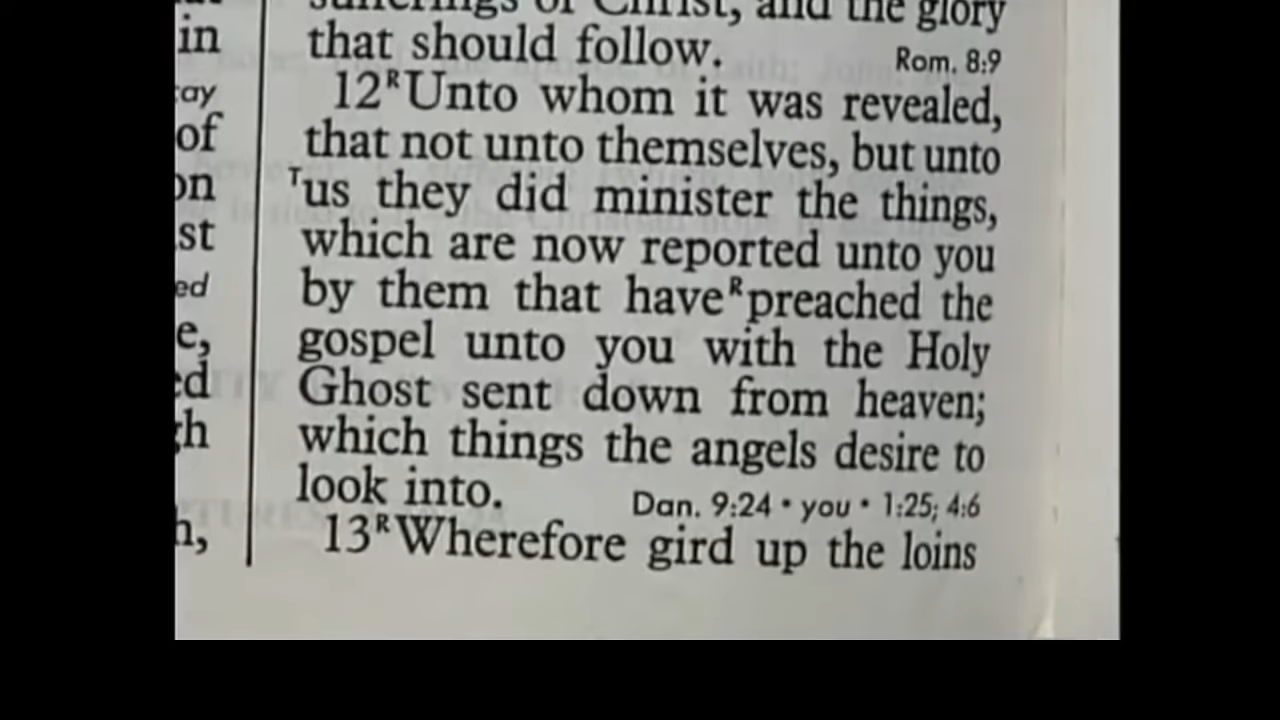 in
that should follow. Rom. 8:9
12 R Unto whom it was revealed,
of
that not unto themselves, but unto
T us they did minister the things,
which are now reported unto you
by them that have R preached the
gospel unto you with the Holy
Ghost sent down from heaven;
which things the angels desire to
look into. Dan. 9:24 • you • 1:25; 4:6
13 R Wherefore gird up the loins